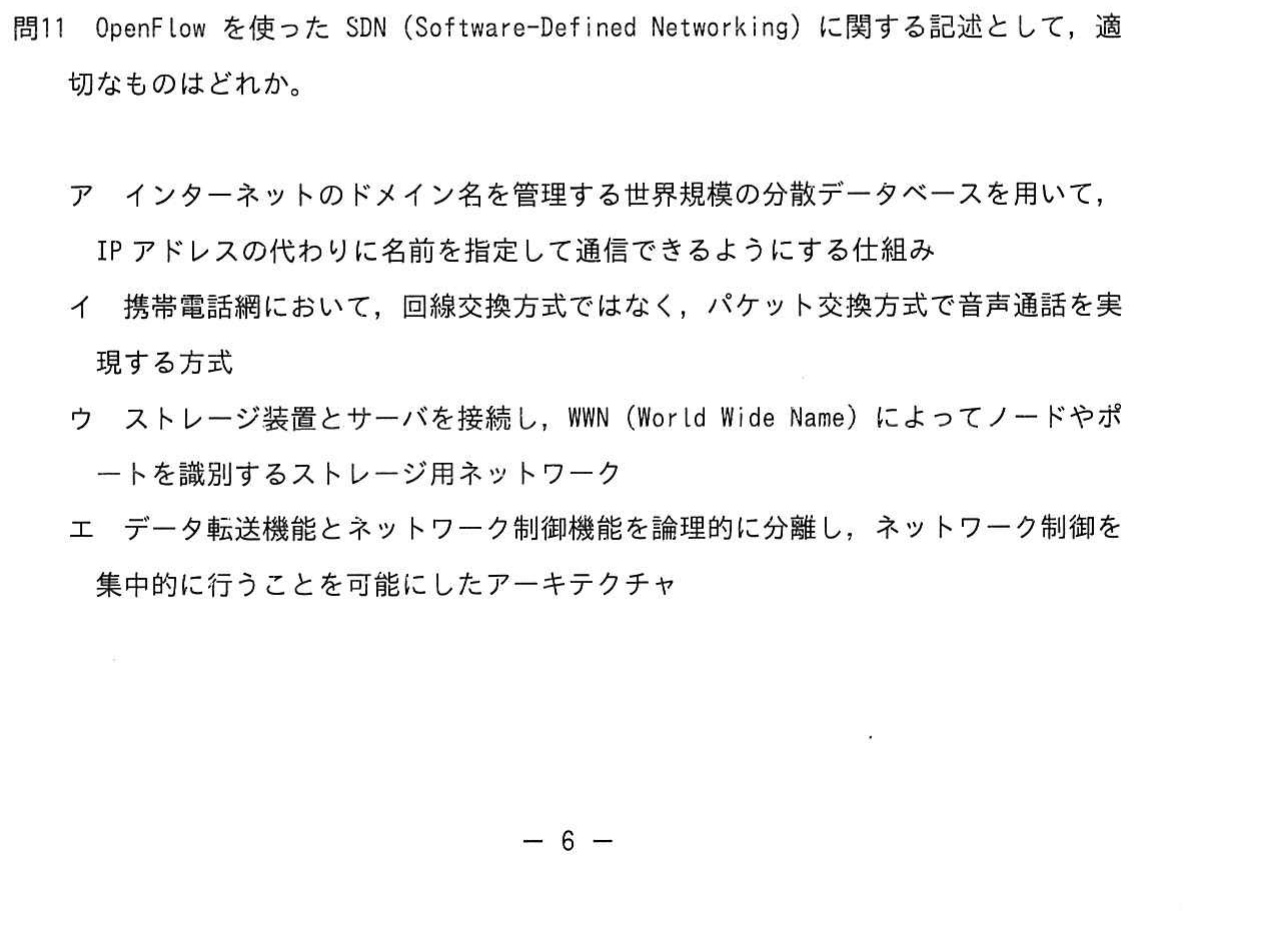 問11 OpenFlow を使った SDN (Software-Defined Networking) に関する記述として，適
切なものはどれか。
ア インターネットのドメイン名を管理する世界規模の分散データベースを用いて，
IP アドレスの代わりに名前を指定して通信できるようにする仕組み
イ 携帯電話網において，回線交換方式ではなく，パケット交換方式で音声通話を実
現する方式
ウ ストレージ装置とサーバを接続し，WWN (World Wide Name) によってノードやポ
ートを識別するストレージ用ネットワーク
エ データ転送機能とネットワーク制御機能を論理的に分離し，ネットワーク制御を
集中的に行うことを可能にしたアーキテクチャ
— 6 —